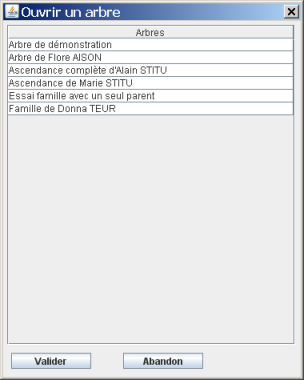 Ouvrir un arbre
Arbres
Arbre de démonstration
Arbre de Flore AISON
Ascendance complète d'Alain STITU
Ascendance de Marie STITU
Essai famille avec un seul parent
Famille de Donna TEUR
Valider Abandon